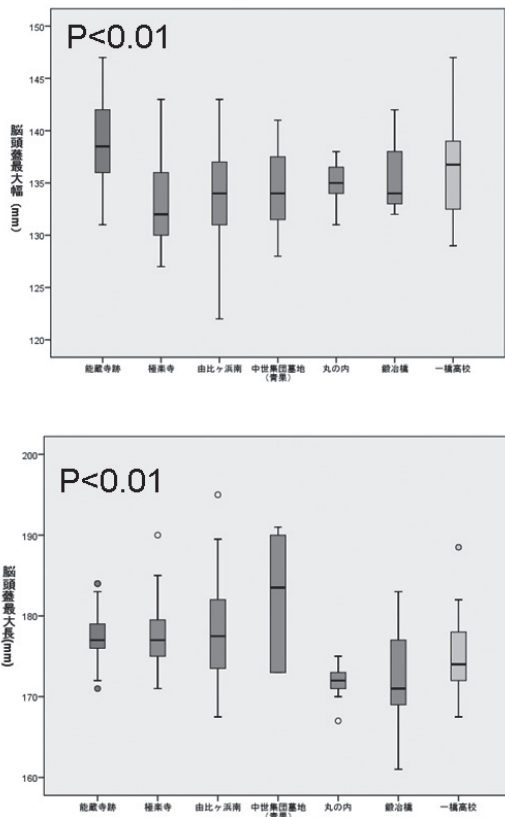 P<0.01
脳頭蓋最大幅 (mm)
150
145
140
135
130
125
120
能蔵寺跡
極楽寺
由比ヶ浜南
中世集団墓地
(青果)
丸の内
鍛冶橋
一橋高校
P<0.01
脳頭蓋最大長(mm)
200
190
180
170
160
能蔵寺跡
極楽寺
由比ヶ浜南
中世集団墓地
(青果)
丸の内
鍛冶橋
一橋高校